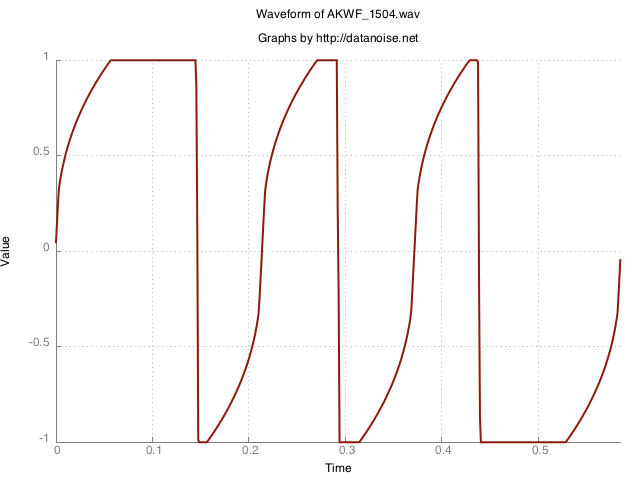 Waveform of AKWF_1504.wav
Graphs by http://datanoise.net
1
0.5
0
-0.5
-1
Value
0 0.1 0.2 0.3 0.4 0.5
Time